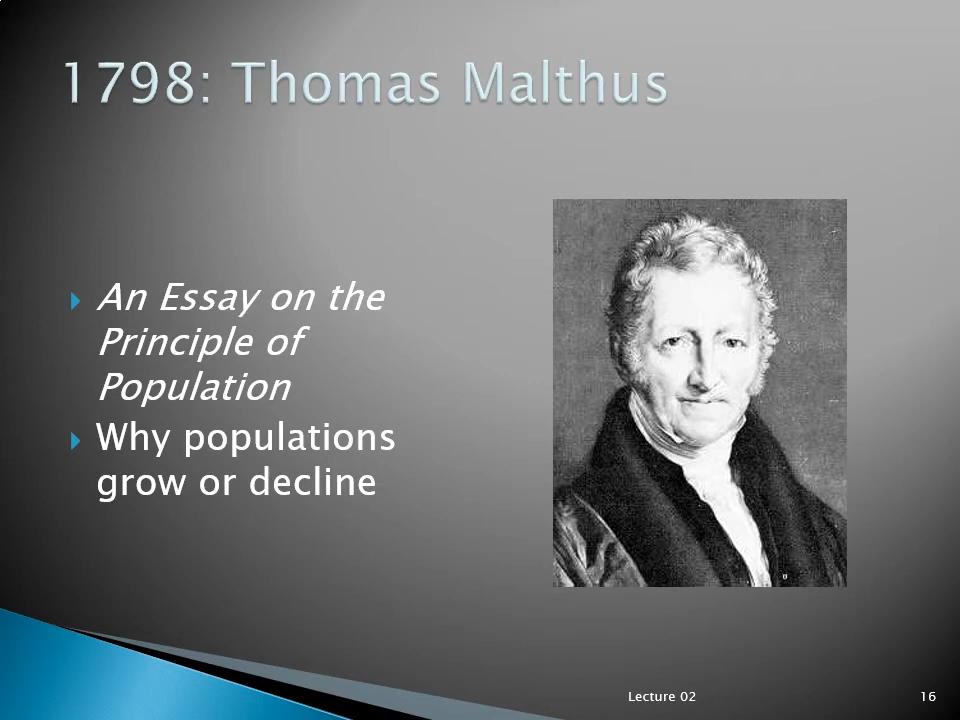 1798: Thomas Malthus
An Essay on the
Principle of
Population
Why populations
grow or decline
Lecture 02
16